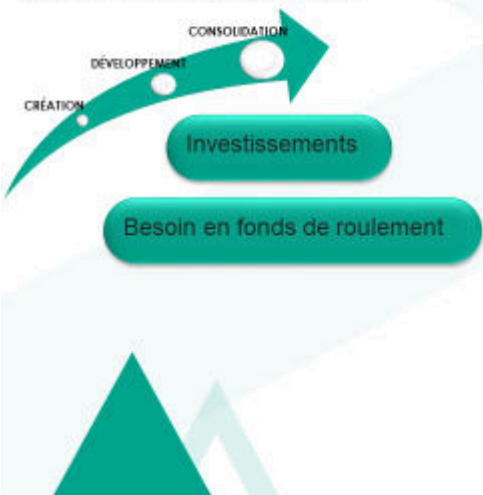 CONSOLIDATION
DÉVELOPPEMENT
CRÉATION
Investissements
Besoin en fonds de roulement